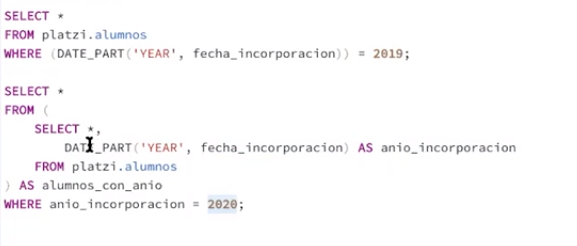 SELECT *
FROM platzi.alumnos
WHERE (DATE_PART('YEAR', fecha_incorporacion)) = 2019;
SELECT *
FROM (
SELECT *,
DATE_PART('YEAR', fecha_incorporacion) AS anio_incorporacion
FROM platzi.alumnos
) AS alumnos_con_anio
WHERE anio_incorporacion = 2020;